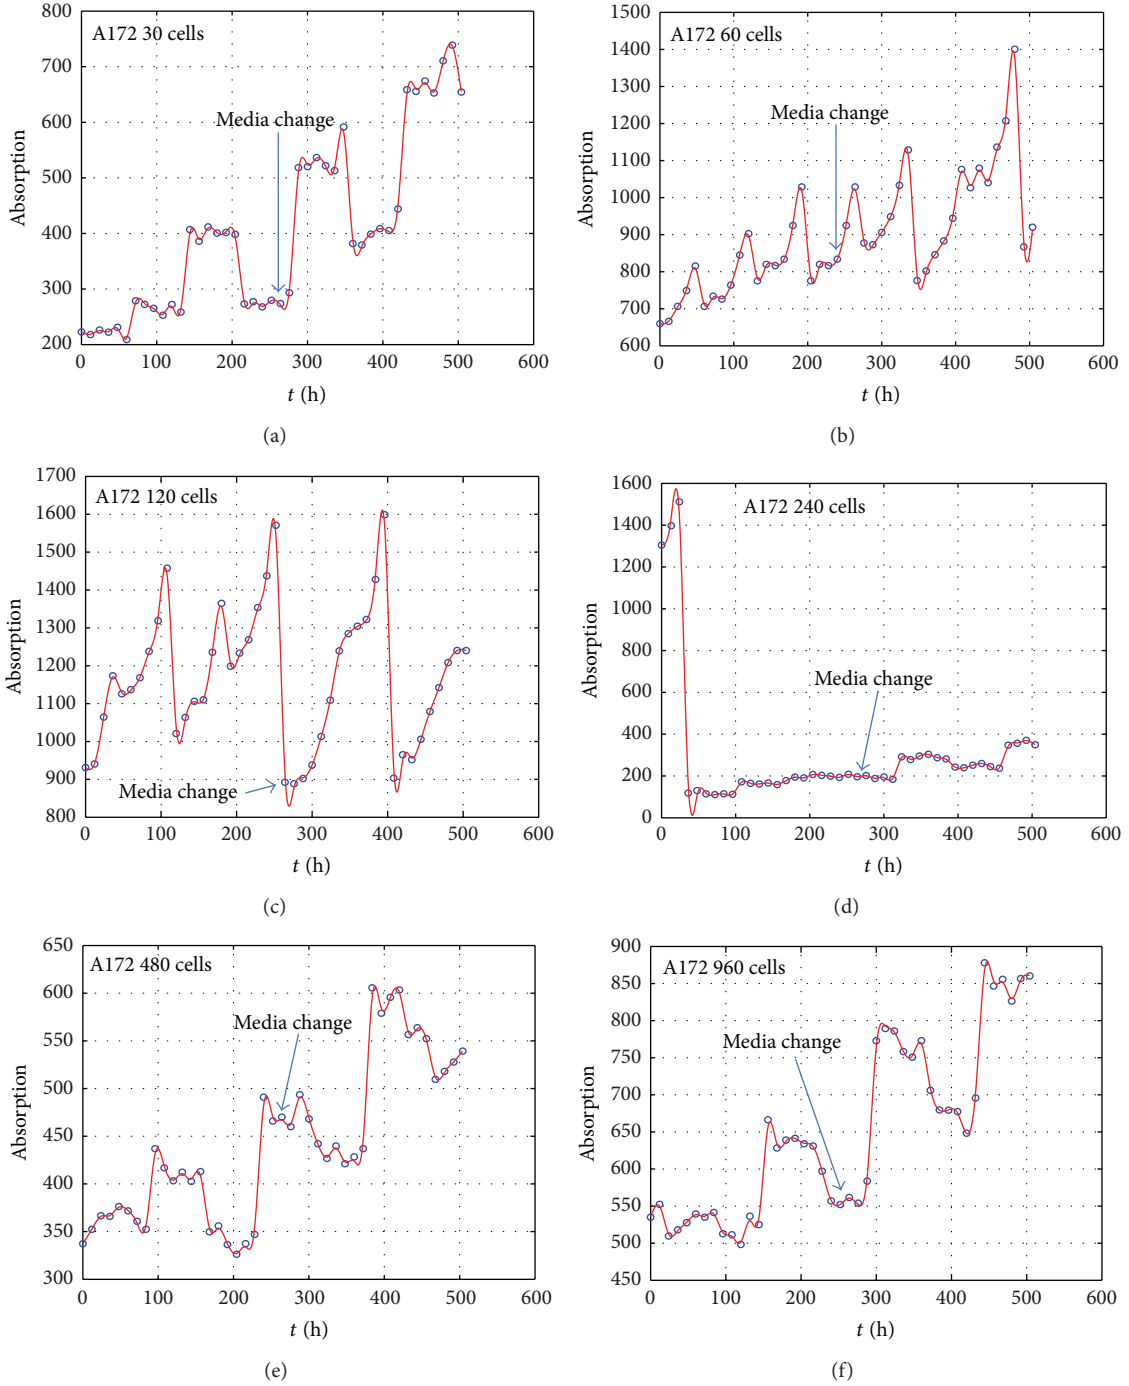 A172 30 cells
800
700
600
500
400
300
200
Absorption
Media change
0 100 200 300 400 500 600
t (h)
(a)
A172 60 cells
1500
1400
1300
1200
1100
1000
900
800
700
600
Absorption
Media change
0 100 200 300 400 500 600
t (h)
(b)
A172 120 cells
1700
1600
1500
1400
1300
1200
1100
1000
900
800
Absorption
Media change
0 100 200 300 400 500 600
t (h)
(c)
A172 240 cells
1600
1400
1200
1000
800
600
400
200
0
Absorption
Media change
0 100 200 300 400 500 600
t (h)
(d)
A172 480 cells
650
600
550
500
450
400
350
300
Absorption
Media change
0 100 200 300 400 500 600
t (h)
(e)
A172 960 cells
900
850
800
750
700
650
600
550
500
450
Absorption
Media change
0 100 200 300 400 500 600
t (h)
(f)